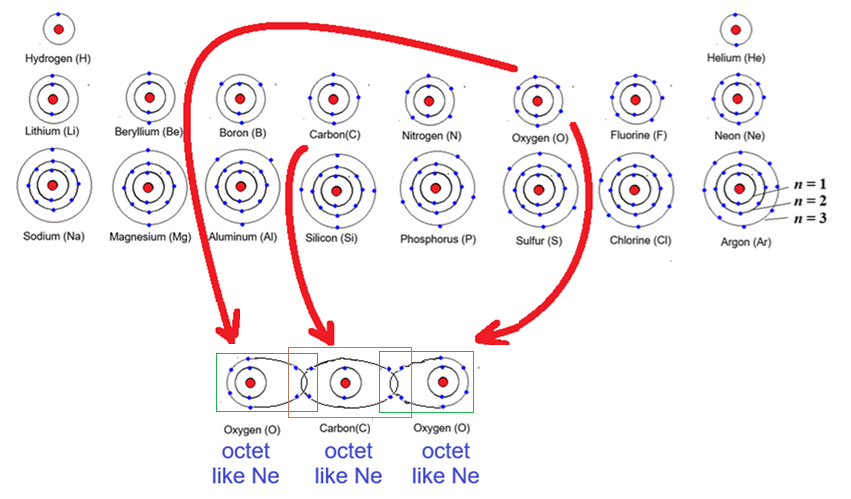 Hydrogen (H)
Helium (He)
Lithium (Li)
Beryllium (Be)
Boron (B)
Carbon(C)
Nitrogen (N)
Oxygen (O)
Fluorine (F)
Neon (Ne)
n = 1
n = 2
n = 3
Sodium (Na)
Magnesium (Mg)
Aluminum (Al)
Silicon (Si)
Phosphorus (P)
Sulfur (S)
Chlorine (Cl)
Argon (Ar)
Oxygen (O)
Carbon(C)
Oxygen (O)
octet
like Ne
octet
like Ne
octet
like Ne